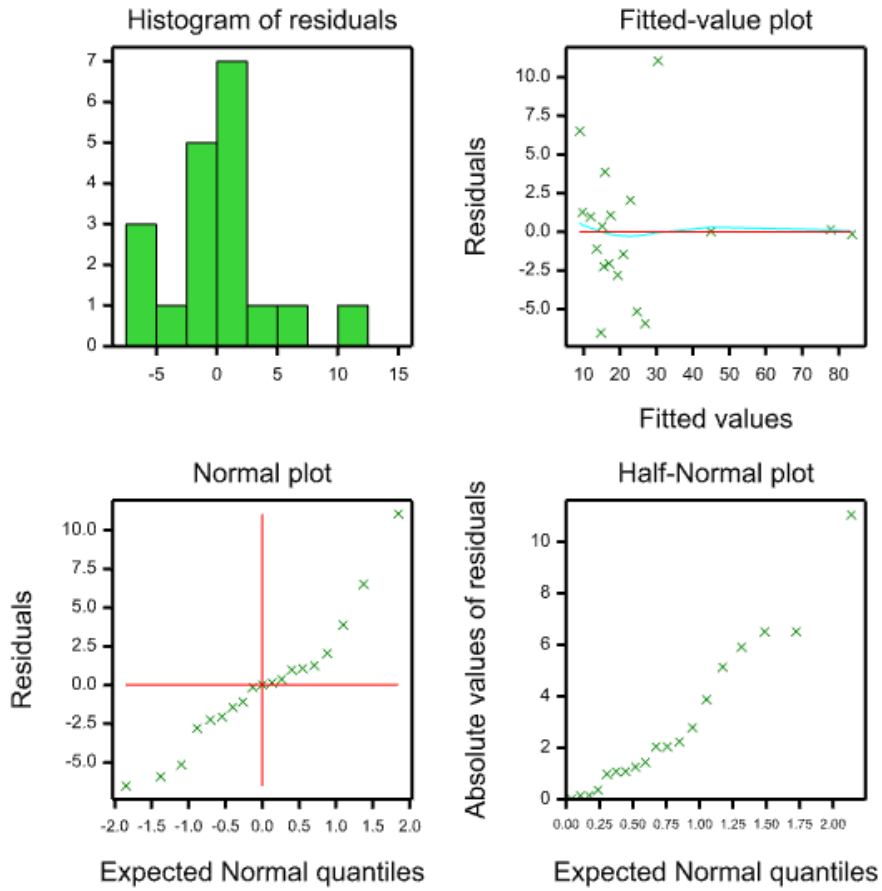 Histogram of residuals
7
6
5
4
3
2
1
0
-5 0 5 10 15
Fitted-value plot
Residuals
10.0
7.5
5.0
2.5
0.0
-2.5
-5.0
10 20 30 40 50 60 70 80
Fitted values
Normal plot
Residuals
10.0
7.5
5.0
2.5
0.0
-2.5
-5.0
-2.0 -1.5 -1.0 -0.5 0.0 0.5 1.0 1.5 2.0
Expected Normal quantiles
Half-Normal plot
Absolute values of residuals
10
8
6
4
2
0
0.00 0.25 0.50 0.75 1.00 1.25 1.50 1.75 2.00
Expected Normal quantiles